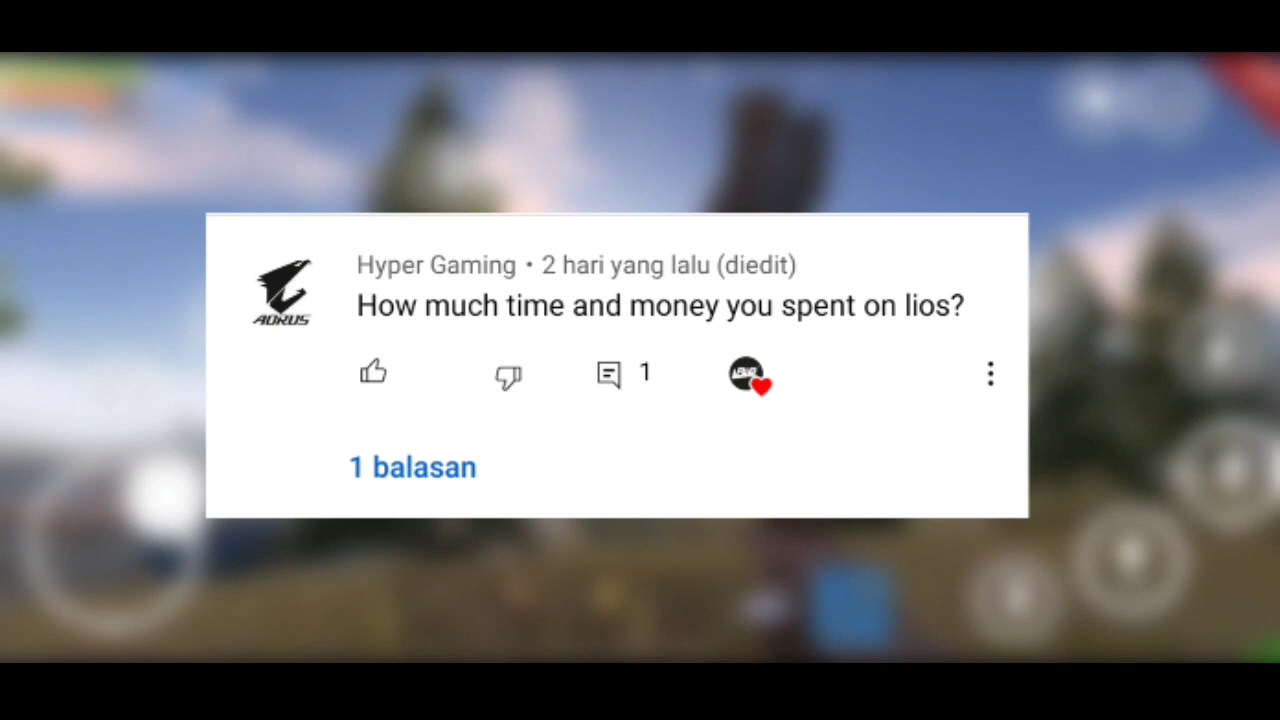 Hyper Gaming • 2 hari yang lalu (diedit)
How much time and money you spent on lios?
AORUS
1
1 balasan